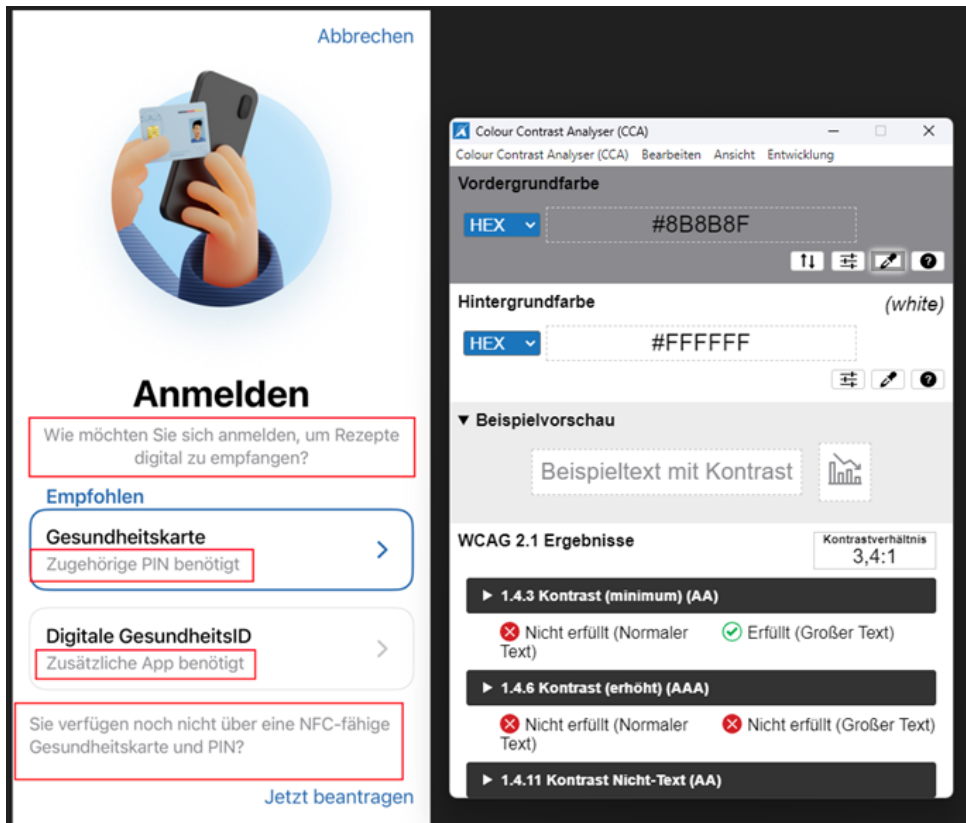 Abbrechen
Anmelden
Wie möchten Sie sich anmelden, um Rezepte
digital zu empfangen?
Empfohlen
Gesundheitskarte
Zugehörige PIN benötigt
Digitale GesundheitsID
Zusätzliche App benötigt
Sie verfügen noch nicht über eine NFC-fähige
Gesundheitskarte und PIN?
Jetzt beantragen
Colour Contrast Analyser (CCA)
Colour Contrast Analyser (CCA) Bearbeiten Ansicht Entwicklung
Vordergrundfarbe
HEX #8B8B8F
Hintergrundfarbe (white)
HEX #FFFFFF
▼ Beispielvorschau
Beispieltext mit Kontrast
WCAG 2.1 Ergebnisse
Kontrastverhältnis
3,4:1
▶ 1.4.3 Kontrast (minimum) (AA)
Nicht erfüllt (Normaler Erfüllt (Großer Text)
Text)
▶ 1.4.6 Kontrast (erhöht) (AAA)
Nicht erfüllt (Normaler Nicht erfüllt (Großer Text)
Text)
▶ 1.4.11 Kontrast Nicht-Text (AA)